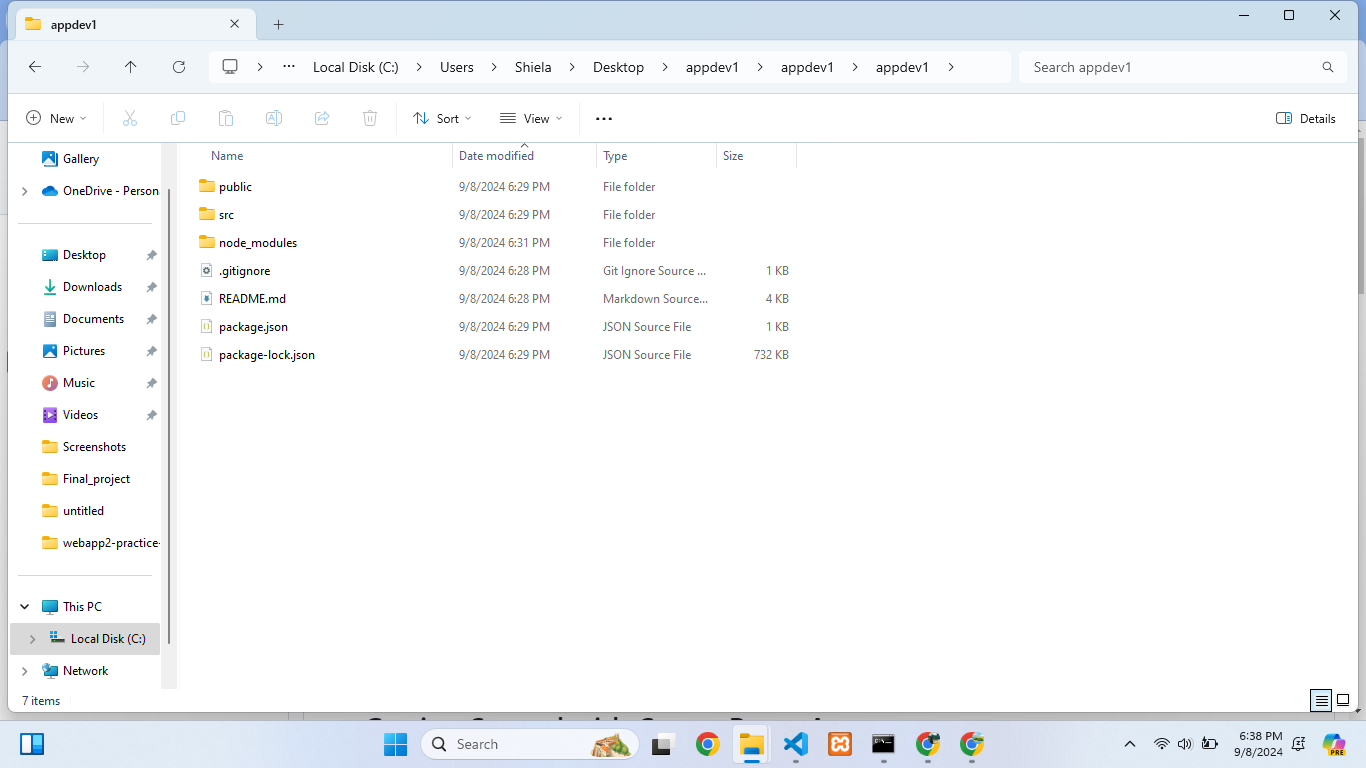 appdev1
Local Disk (C:) Users Shiela Desktop appdev1 appdev1 appdev1
Search appdev1
New
Sort
View
Details
Gallery
OneDrive - Person
Desktop
Downloads
Documents
Pictures
Music
Videos
Screenshots
Final_project
untitled
webapp2-practice-
This PC
Local Disk (C:)
Network
Name Date modified Type Size
public 9/8/2024 6:29 PM File folder
src 9/8/2024 6:29 PM File folder
node_modules 9/8/2024 6:31 PM File folder
.gitignore 9/8/2024 6:28 PM Git Ignore Source ... 1 KB
README.md 9/8/2024 6:28 PM Markdown Source... 4 KB
package.json 9/8/2024 6:29 PM JSON Source File 1 KB
package-lock.json 9/8/2024 6:29 PM JSON Source File 732 KB
7 items
Search
6:38 PM
9/8/2024
PRE